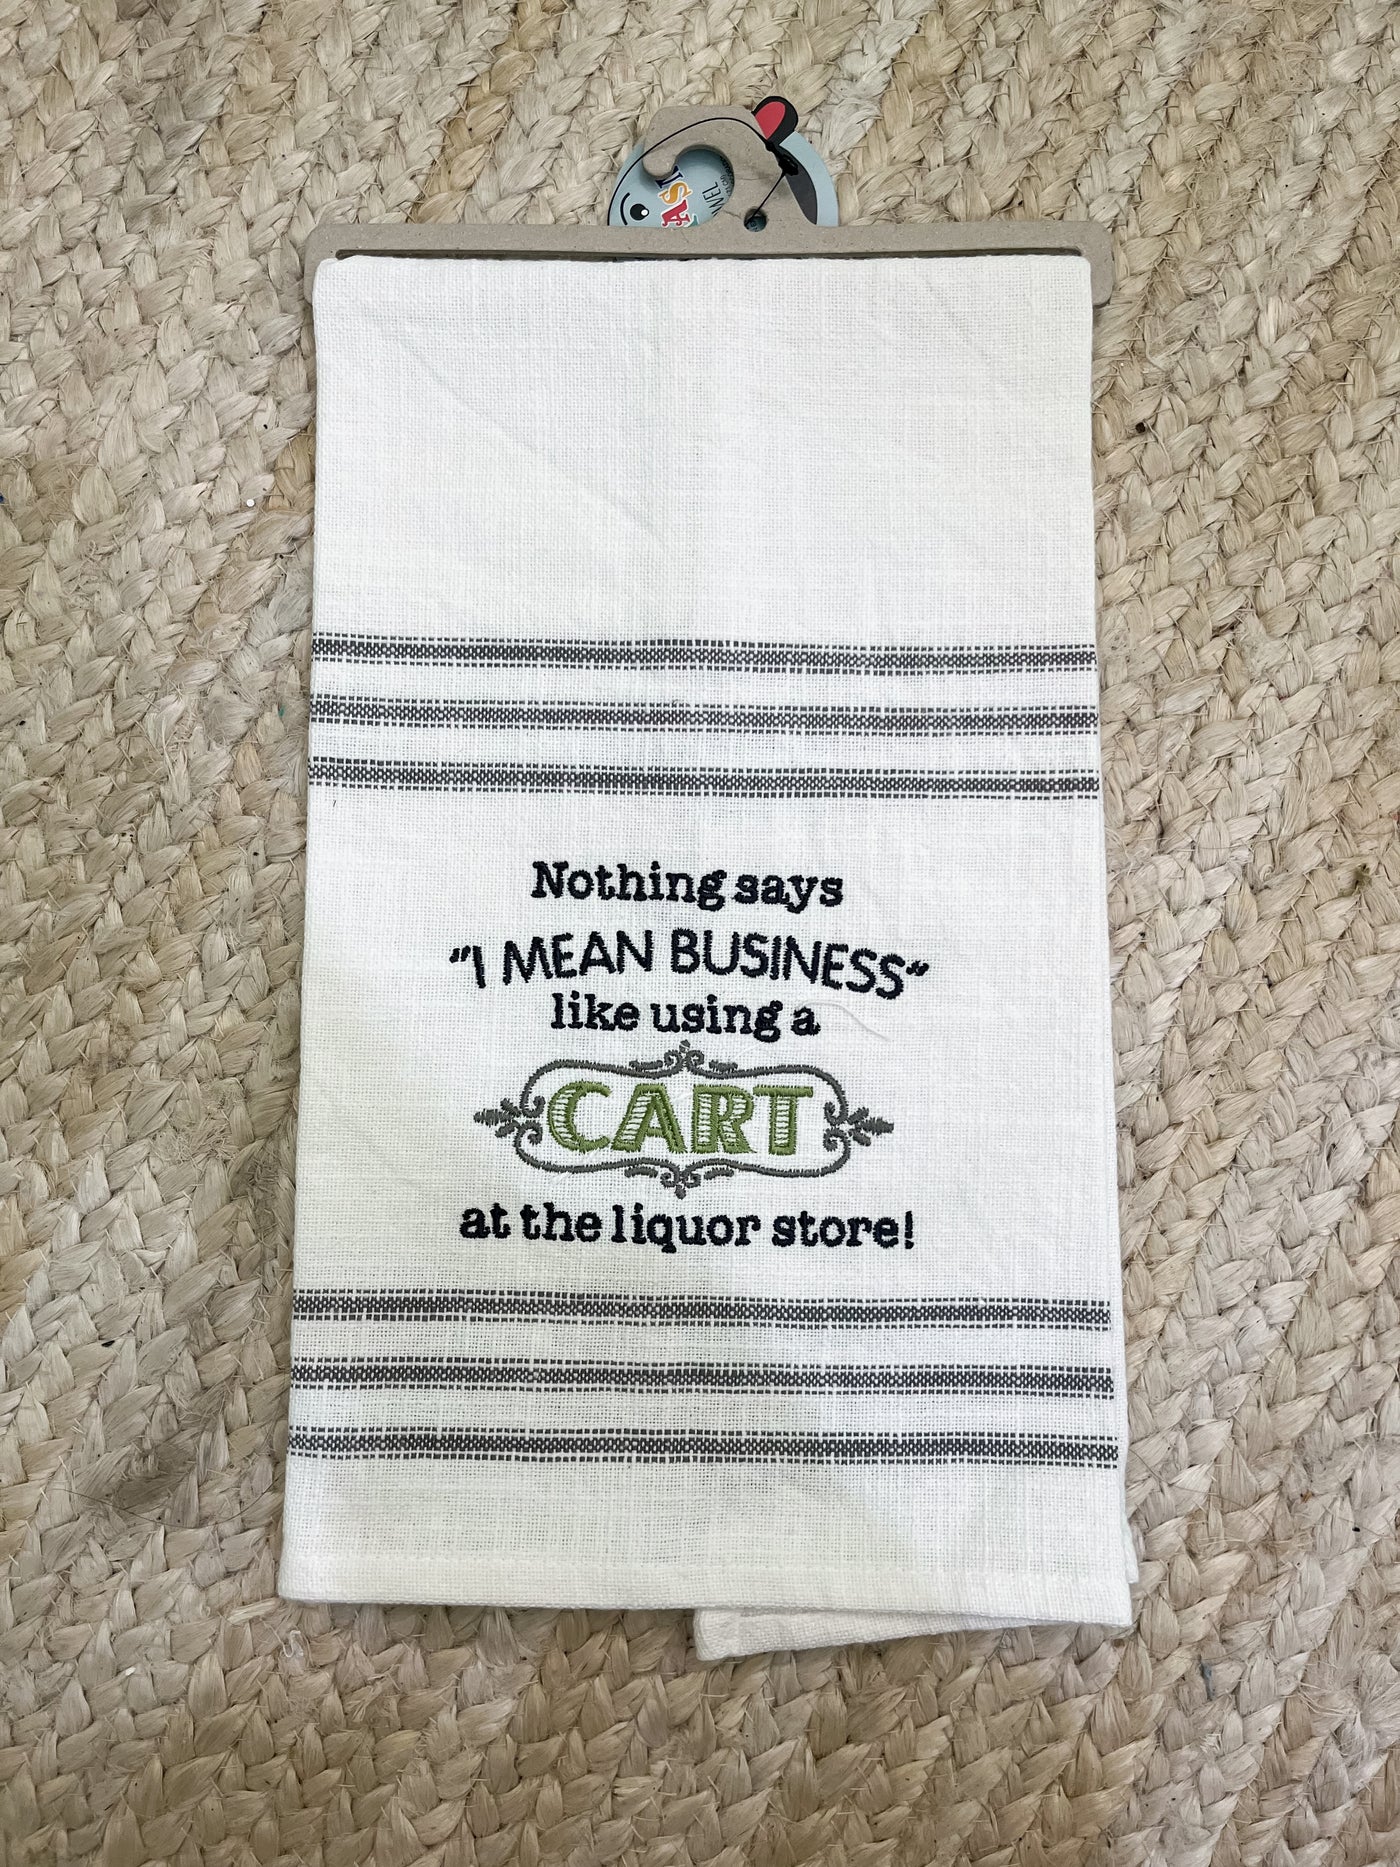 Nothing says
"I MEAN BUSINESS"
like using a
CART
at the liquor store!